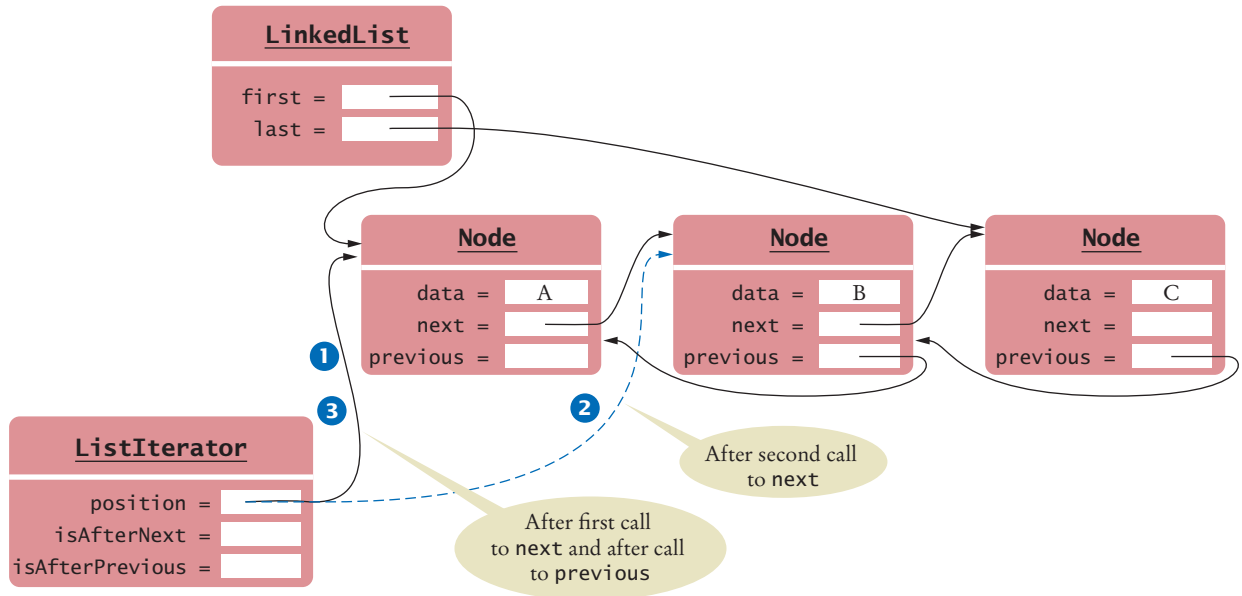 LinkedList
first =
last =
Node
data = A
next =
previous =
Node
data = B
next =
previous =
Node
data = C
next =
previous =
1
3
2
ListIterator
position =
isAfterNext =
isAfterPrevious =
After second call
to next
After first call
to next and after call
to previous